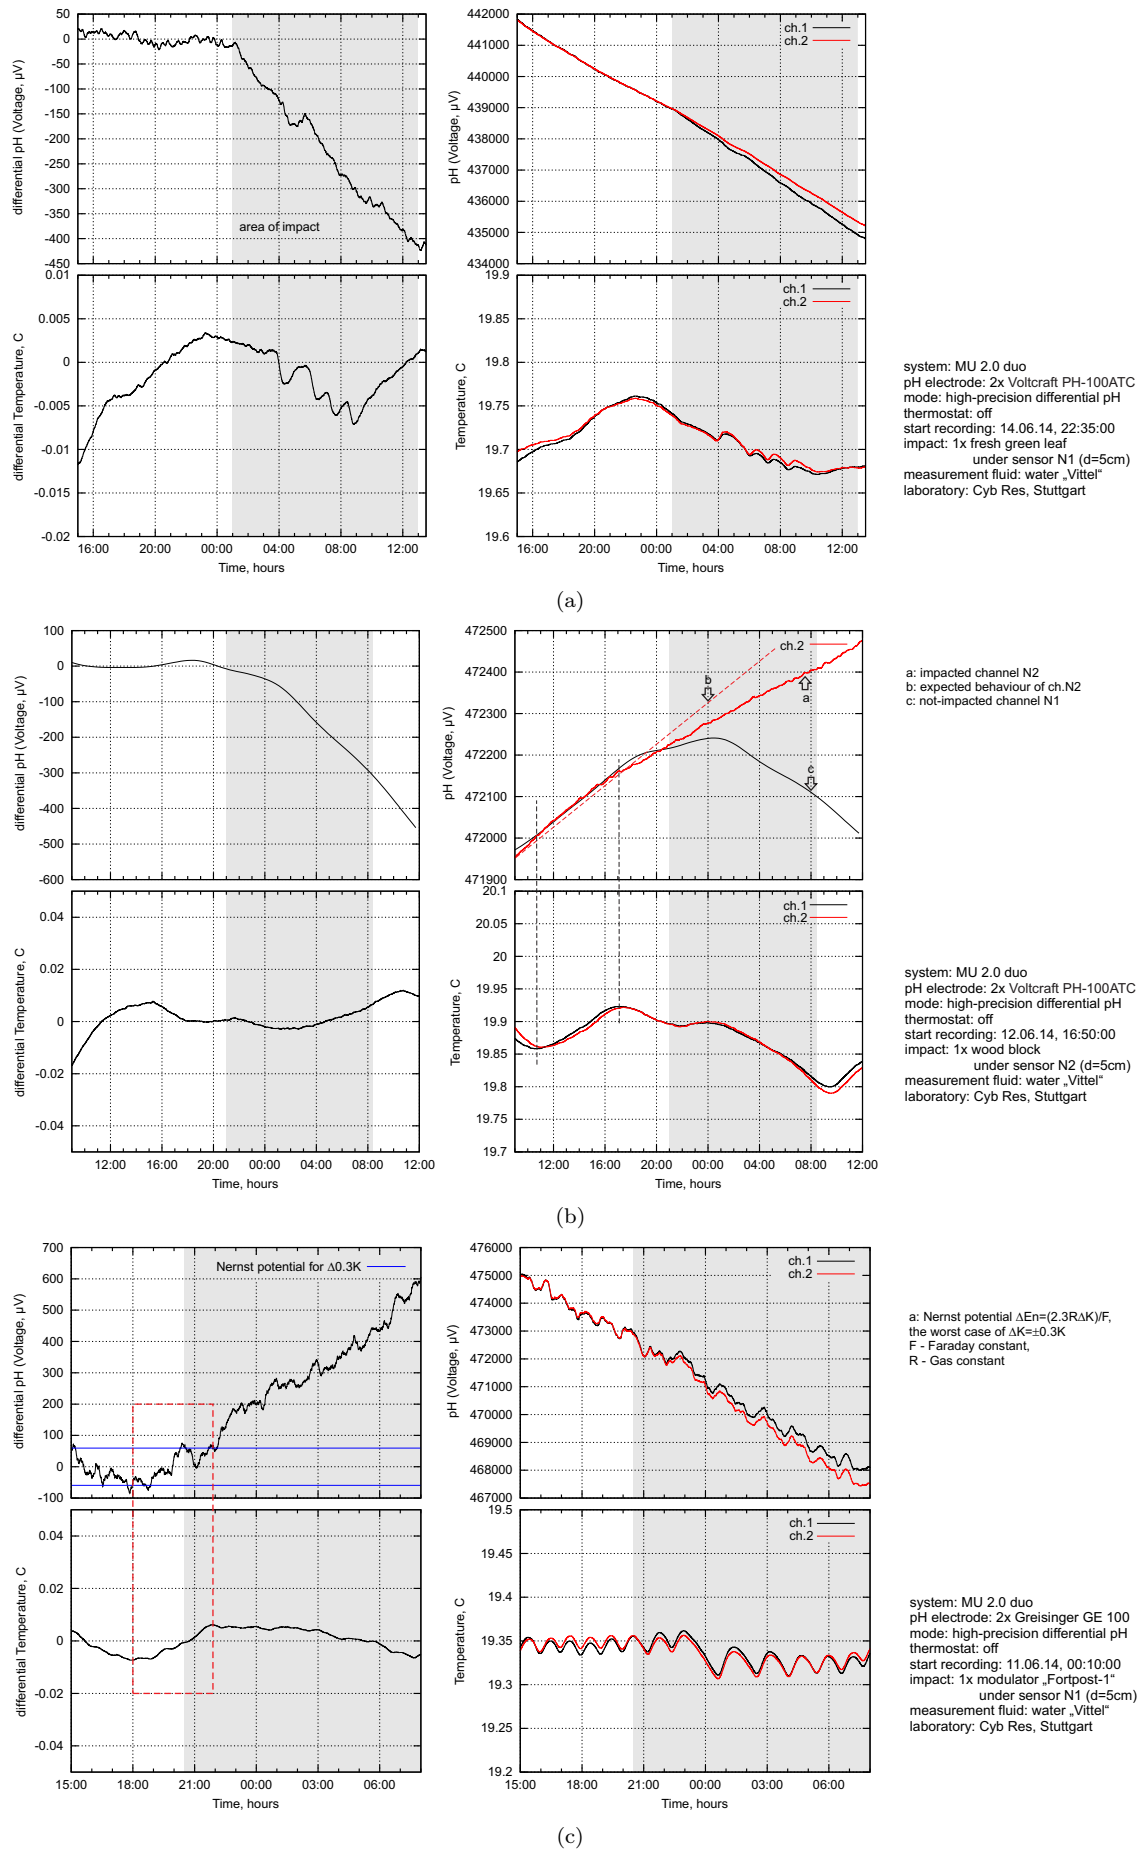 differential pH (Voltage, µV)
50
0
-50
-100
-150
-200
-250
-300
-350
-400
-450
area of impact
differential Temperature, C
0.01
0.005
0
-0.005
-0.01
-0.015
-0.02
16:00 20:00 00:00 04:00 08:00 12:00
Time, hours
pH (Voltage, µV)
442000
441000
440000
439000
438000
437000
436000
435000
434000
ch.1
ch.2
Temperature, C
19.9
19.85
19.8
19.75
19.7
19.65
19.6
ch.1
ch.2
16:00 20:00 00:00 04:00 08:00 12:00
Time, hours
system: MU 2.0 duo
pH electrode: 2x Voltcraft PH-100ATC
mode: high-precision differential pH
thermostat: off
start recording: 14.06.14, 22:35:00
impact: 1x fresh green leaf
under sensor N1 (d=5cm)
measurement fluid: water „Vittel“
laboratory: Cyb Res, Stuttgart
(a)
differential pH (Voltage, µV)
100
0
-100
-200
-300
-400
-500
-600
differential Temperature, C
0.04
0.02
0
-0.02
-0.04
12:00 16:00 20:00 00:00 04:00 08:00 12:00
Time, hours
pH (Voltage, µV)
472500
472400
472300
472200
472100
472000
471900
ch.2
b
a
c
Temperature, C
20.1
20.05
20
19.95
19.9
19.85
19.8
19.75
19.7
ch.1
ch.2
12:00 16:00 20:00 00:00 04:00 08:00 12:00
Time, hours
a: impacted channel N2
b: expected behaviour of ch.N2
c: not-impacted channel N1
system: MU 2.0 duo
pH electrode: 2x Voltcraft PH-100ATC
mode: high-precision differential pH
thermostat: off
start recording: 12.06.14, 16:50:00
impact: 1x wood block
under sensor N2 (d=5cm)
measurement fluid: water „Vittel“
laboratory: Cyb Res, Stuttgart
(b)
differential pH (Voltage, µV)
700
600
500
400
300
200
100
0
-100
Nernst potential for Δ0.3K
differential Temperature, C
0.04
0.02
0
-0.02
-0.04
15:00 18:00 21:00 00:00 03:00 06:00
Time, hours
pH (Voltage, µV)
476000
475000
474000
473000
472000
471000
470000
469000
468000
467000
ch.1
ch.2
Temperature, C
19.5
19.45
19.4
19.35
19.3
19.25
19.2
ch.1
ch.2
15:00 18:00 21:00 00:00 03:00 06:00
Time, hours
a: Nernst potential ΔEn=(2.3RΔK)/F,
the worst case of ΔK=±0.3K
F - Faraday constant,
R - Gas constant
system: MU 2.0 duo
pH electrode: 2x Greisinger GE 100
mode: high-precision differential pH
thermostat: off
start recording: 11.06.14, 00:10:00
impact: 1x modulator „Fortpost-1“
under sensor N1 (d=5cm)
measurement fluid: water „Vittel“
laboratory: Cyb Res, Stuttgart
(c)